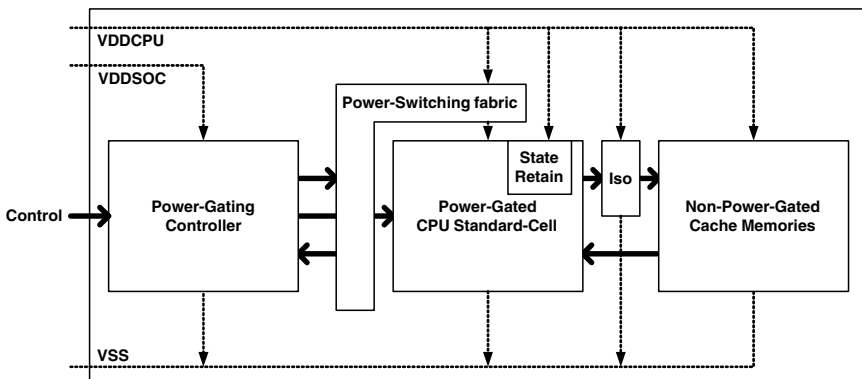 VDDCPU
VDDSOC
Power-Switching fabric
State
Retain
Iso
Power-Gating
Controller
Power-Gated
CPU Standard-Cell
Non-Power-Gated
Cache Memories
Control
VSS